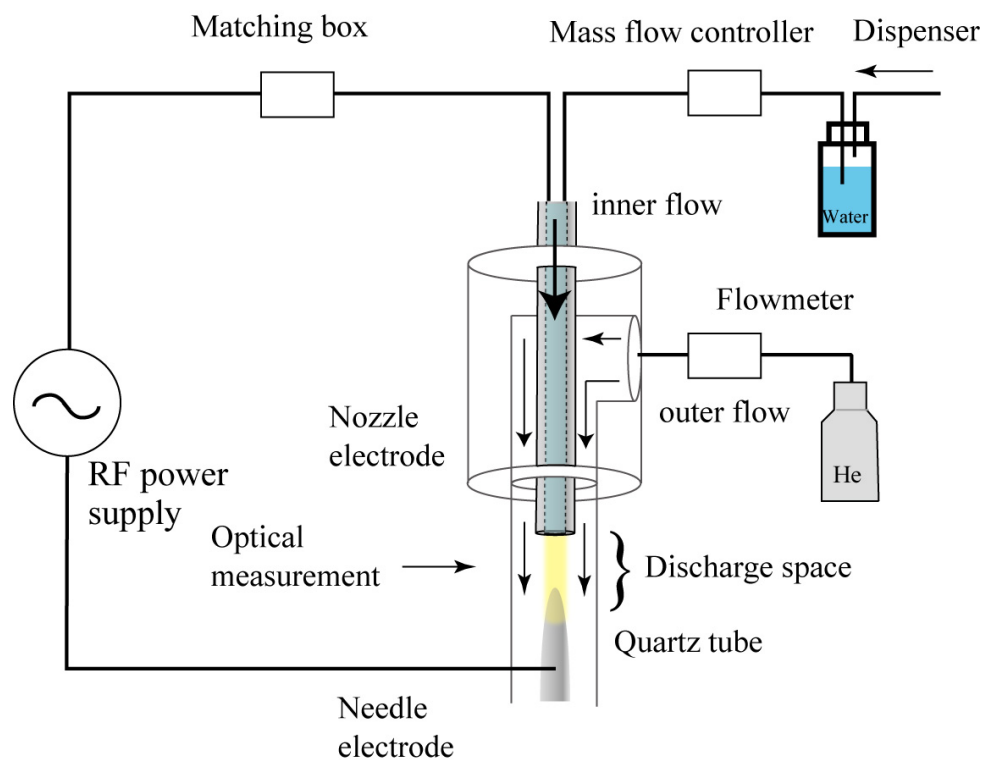 Matching box
Mass flow controller
Dispenser
Water
inner flow
Flowmeter
outer flow
He
Nozzle
electrode
RF power
supply
Optical
measurement
Discharge space
Quartz tube
Needle
electrode